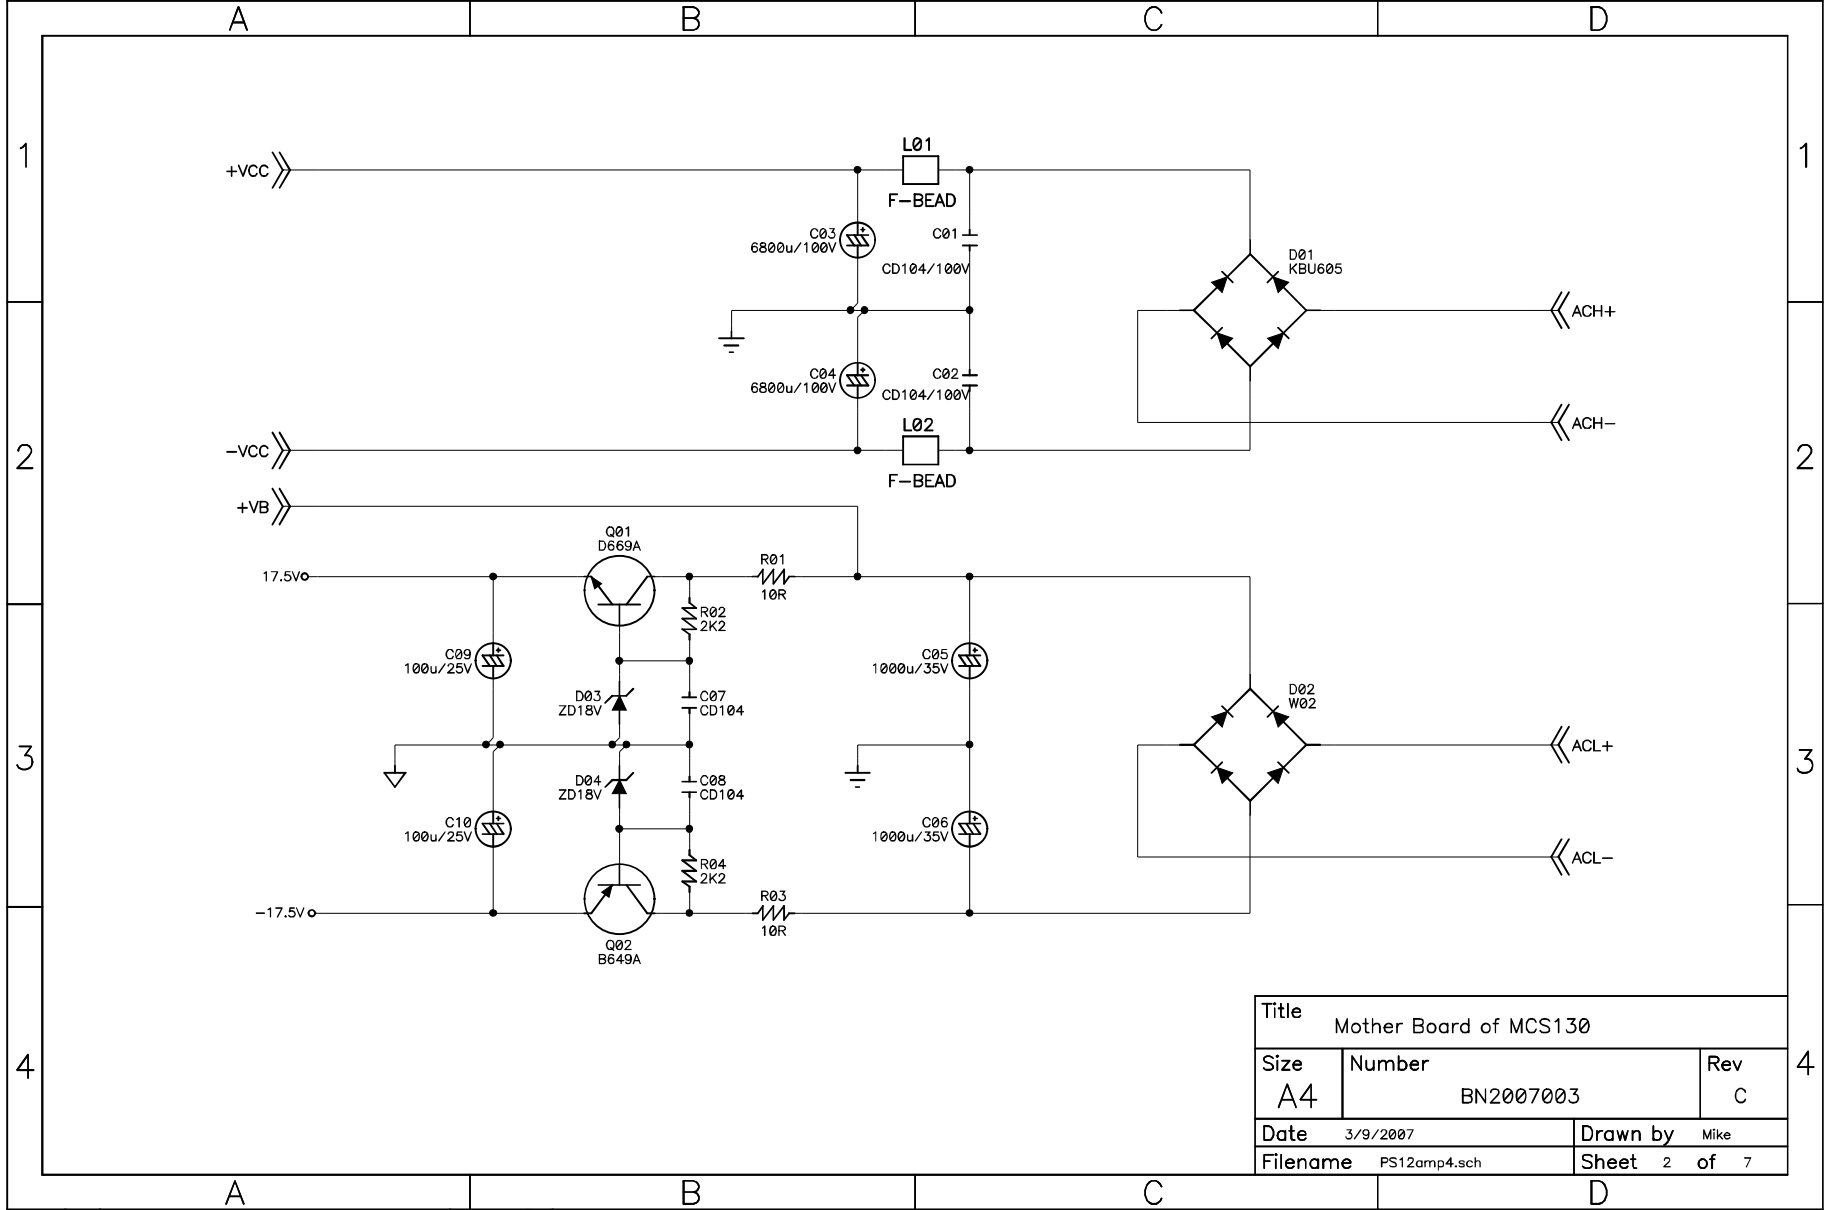 A B C D
1 1
L01
+VCC
F-BEAD
C03
6800u/100V
C01
CD104/100V
D01
KBU605
ACH+
C04
6800u/100V
C02
CD104/100V
ACH-
L02
-VCC
2 2
F-BEAD
+VB
Q01
D669A
17.5V
R01
10R
R02
2K2
C09
100u/25V
C05
1000u/35V
D03
ZD18V
C07
CD104
D02
W02
3 3
ACL+
D04
ZD18V
C08
CD104
C10
100u/25V
C06
1000u/35V
ACL-
R04
2K2
-17.5V
R03
10R
Q02
B649A
Title
Mother Board of MCS130
4 4
Size Number Rev
A4 BN2007003 C
Date 3/9/2007 Drawn by Mike
Filename PS12amp4.sch Sheet 2 of 7
A B C D